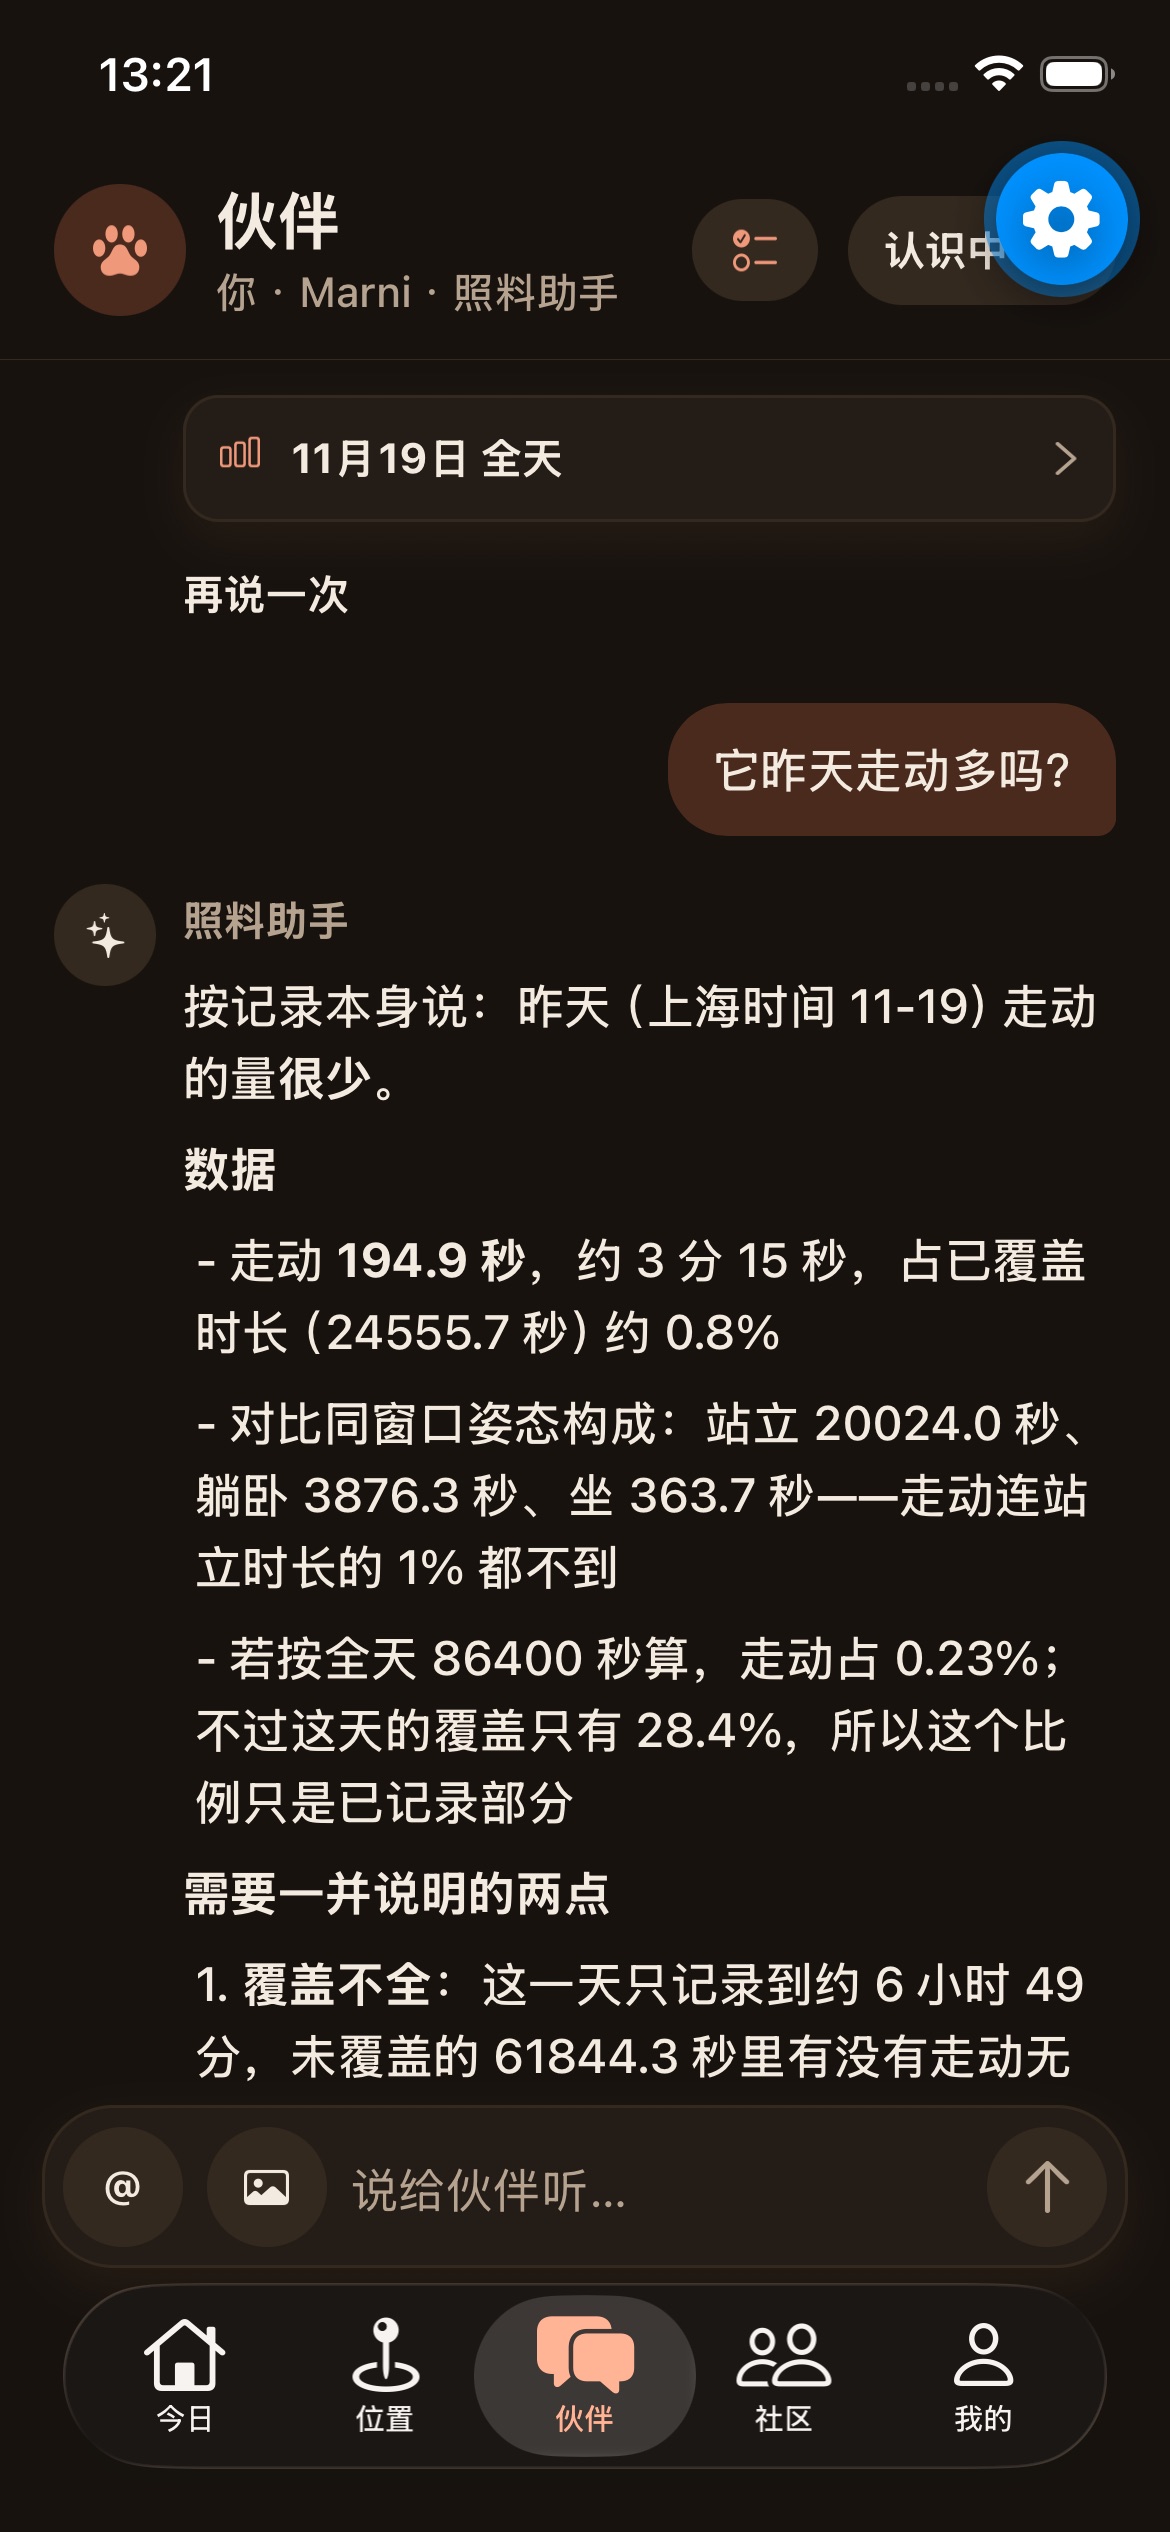 13:21
伙伴
你 · Marni · 照料助手
认识中
11月19日 全天
再说一次
它昨天走动多吗?
照料助手
按记录本身说：昨天（上海时间 11-19）走动
的量很少。
数据
- 走动 194.9 秒，约 3 分 15 秒，占已覆盖
时长（24555.7 秒）约 0.8%
- 对比同窗口姿态构成：站立 20024.0 秒、
躺卧 3876.3 秒、坐 363.7 秒——走动连站
立时长的 1% 都不到
- 若按全天 86400 秒算，走动占 0.23%；
不过这天的覆盖只有 28.4%，所以这个比
例只是已记录部分
需要一并说明的两点
1. 覆盖不全：这一天只记录到约 6 小时 49
分，未覆盖的 61844.3 秒里有没有走动无
@
说给伙伴听...
今日
位置
伙伴
社区
我的